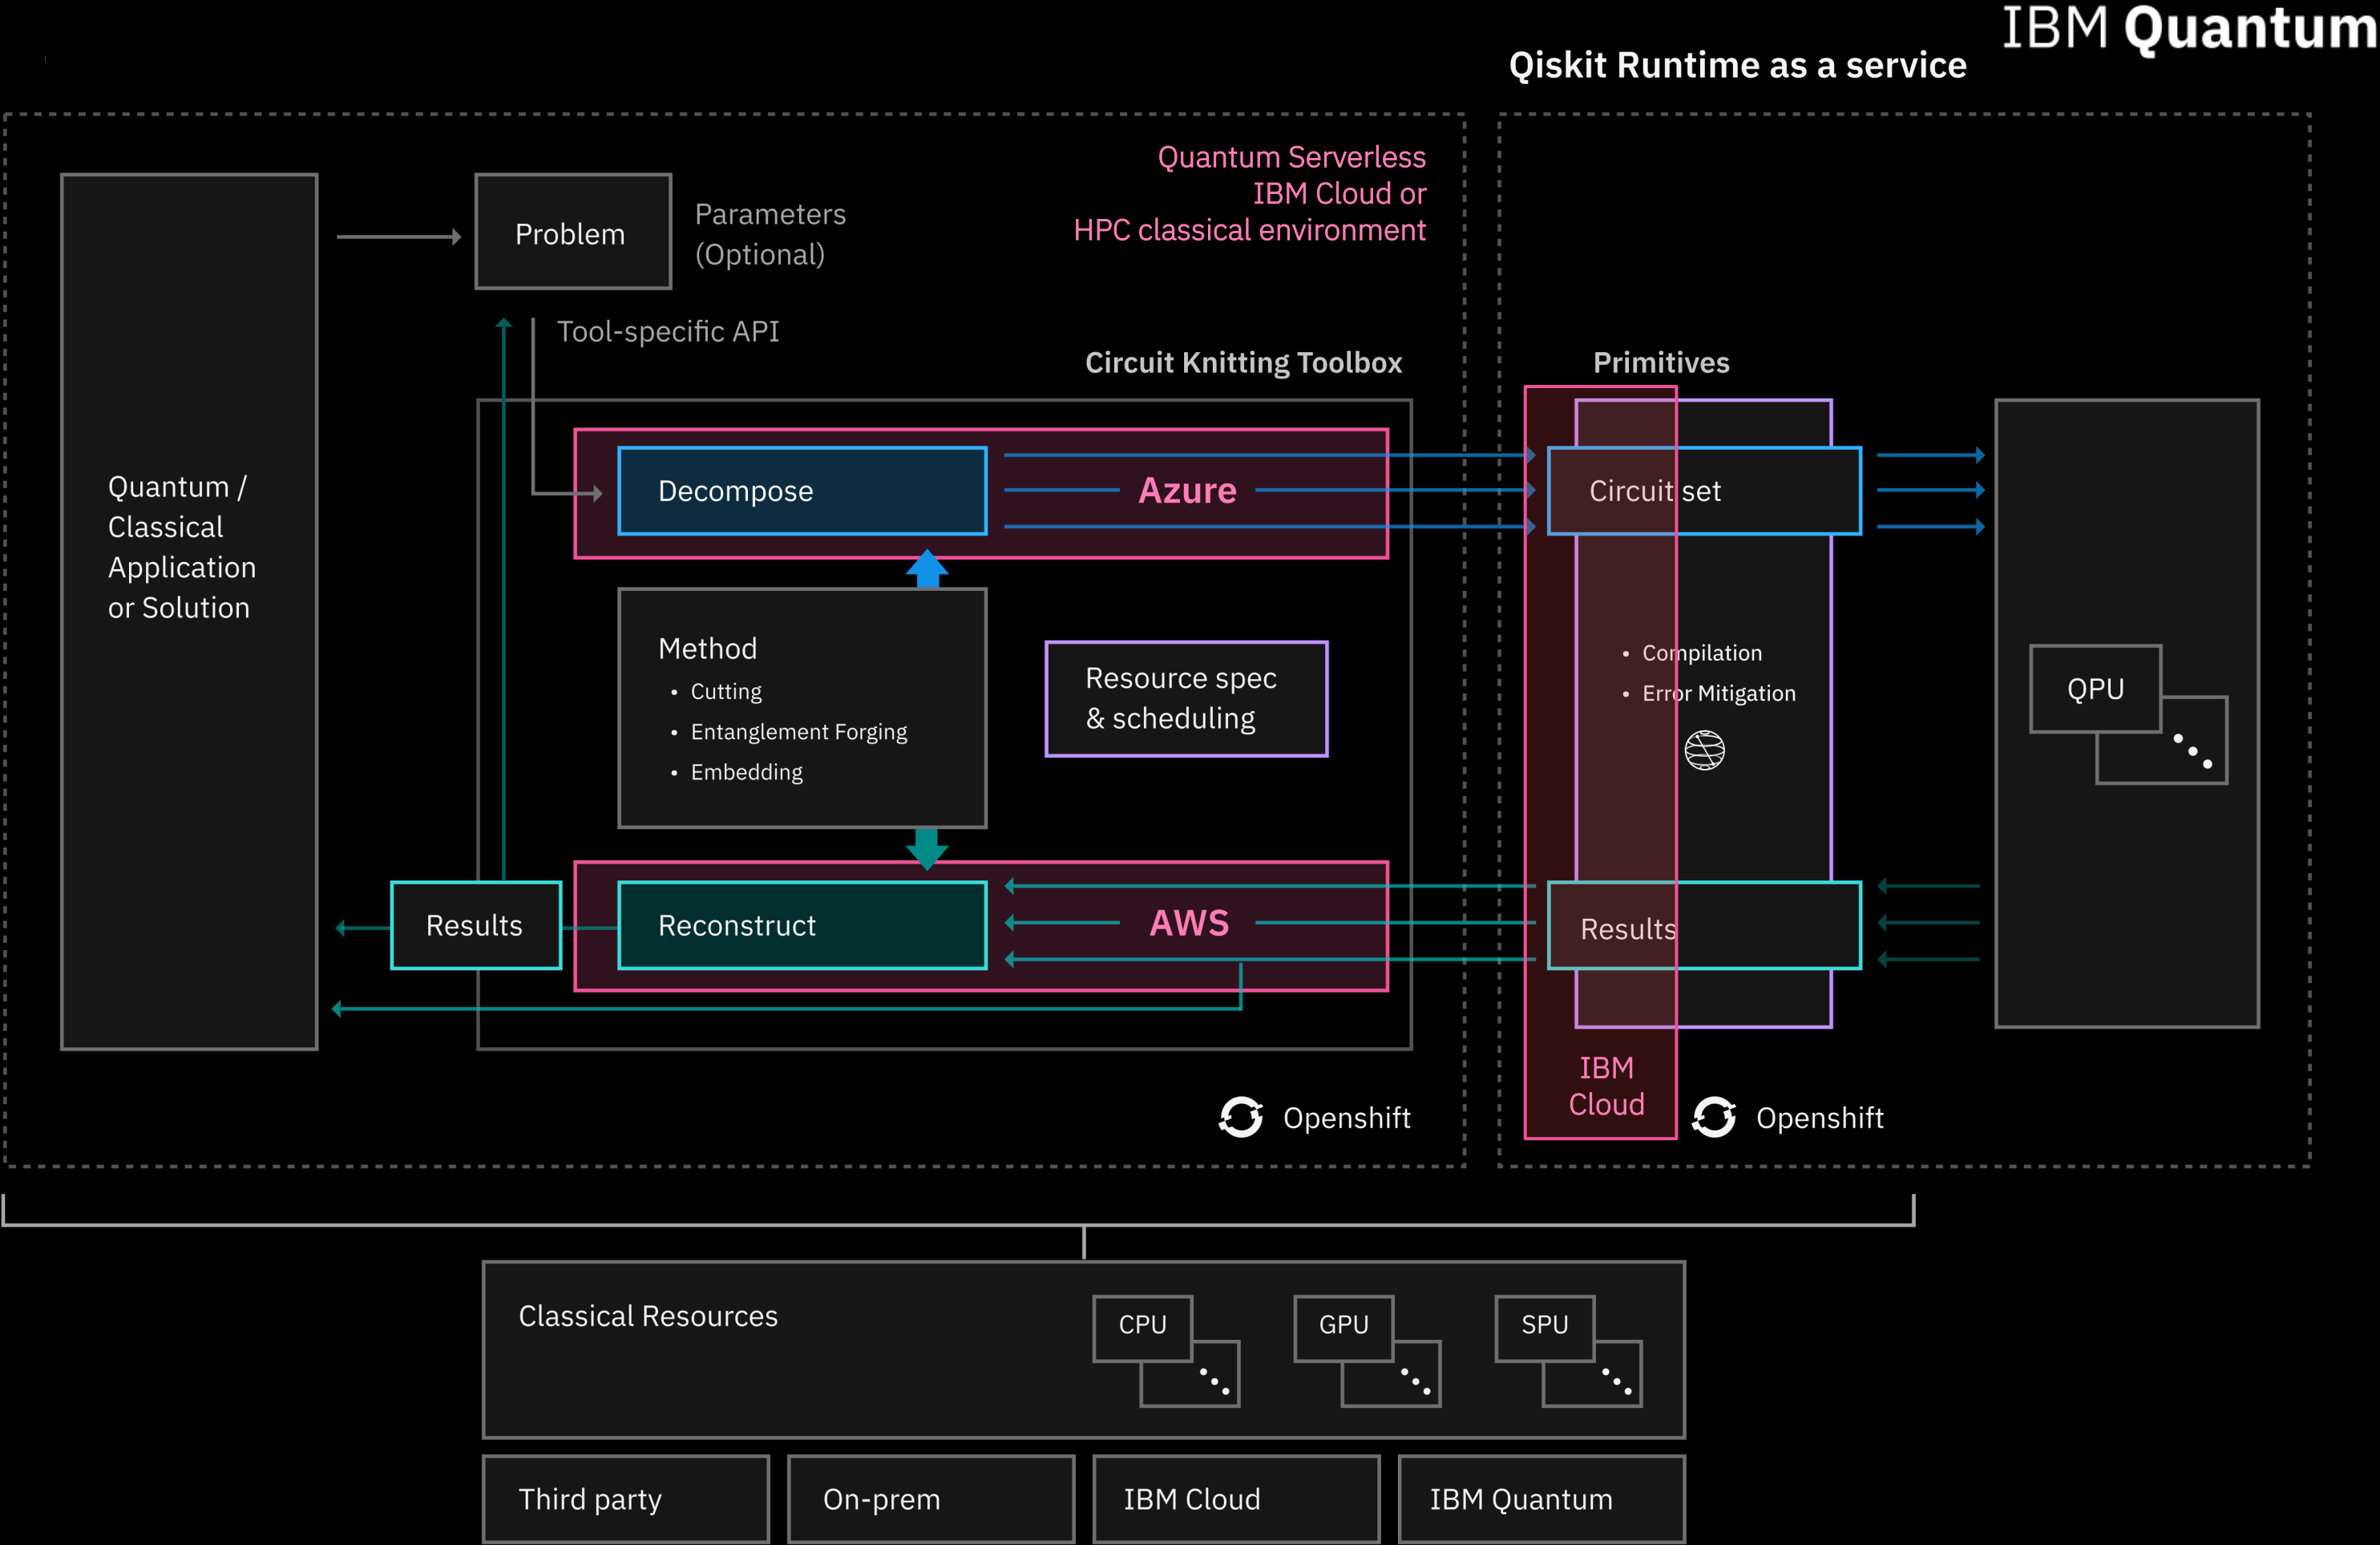 IBM Quantum
Qiskit Runtime as a service
Quantum Serverless
IBM Cloud or
HPC classical environment
Problem
Parameters
(Optional)
Tool-specific API
Circuit Knitting Toolbox
Primitives
Quantum /
Classical
Application
or Solution
Decompose
Azure
Circuit set
Method
• Cutting
• Entanglement Forging
• Embedding
Resource spec
& scheduling
• Compilation
• Error Mitigation
QPU
Results
Reconstruct
AWS
Results
IBM
Cloud
Openshift
Openshift
Classical Resources
CPU
GPU
SPU
Third party
On-prem
IBM Cloud
IBM Quantum